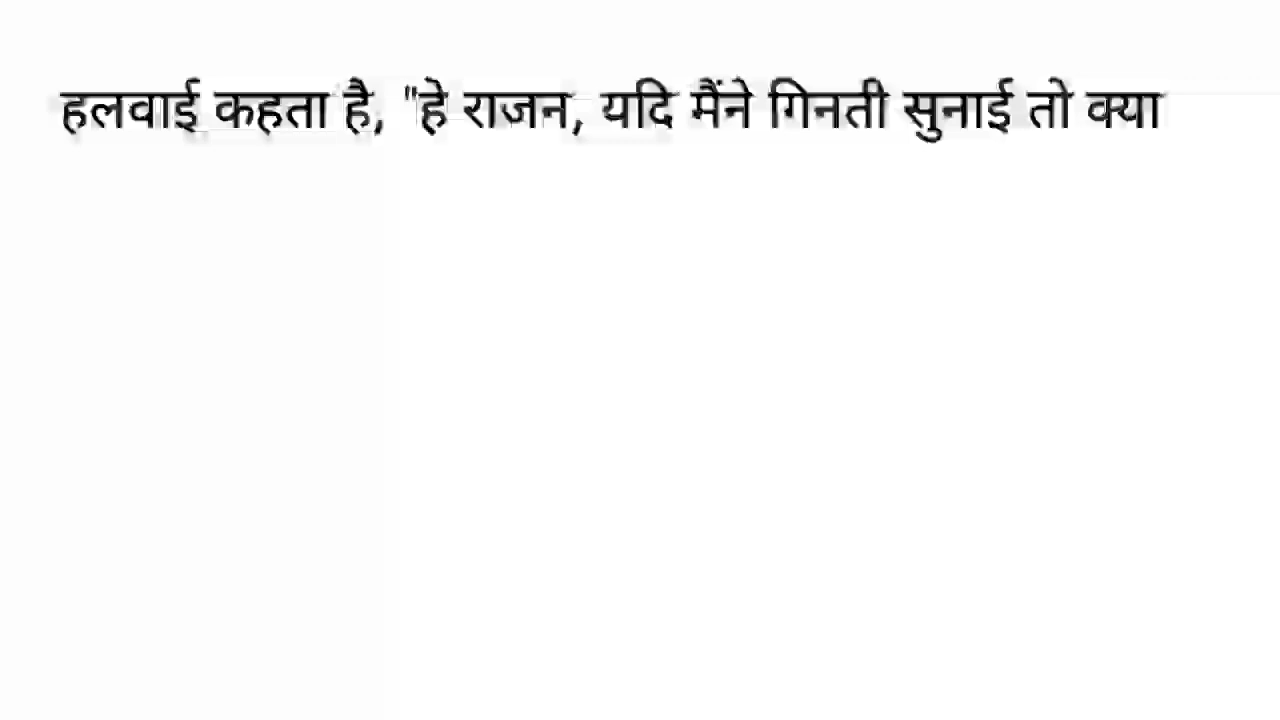 हलवाई कहता है, "हे राजन, यदि मैंने गिनती सुनाई तो क्या